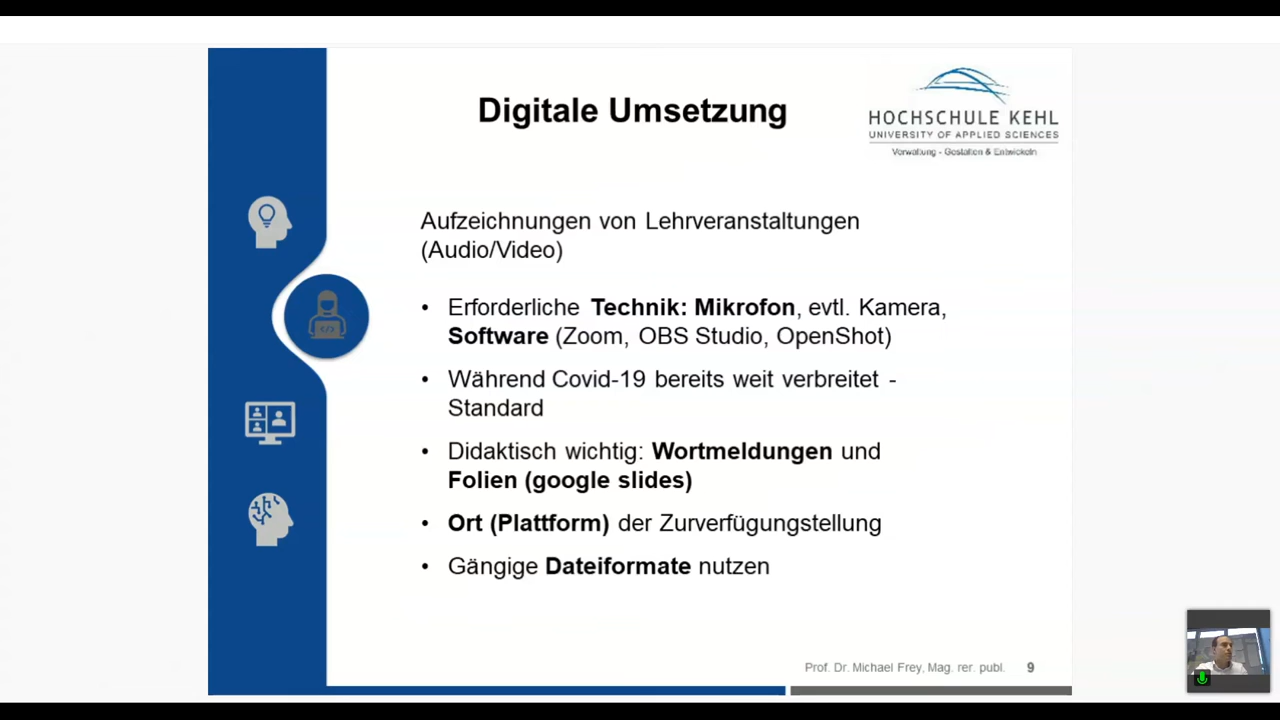 Digitale Umsetzung
HOCHSCHULE KEHL
UNIVERSITY OF APPLIED SCIENCES
Verwaltung - Gestalten & Entwickeln
Aufzeichnungen von Lehrveranstaltungen
(Audio/Video)
• Erforderliche Technik: Mikrofon, evtl. Kamera,
Software (Zoom, OBS Studio, OpenShot)
• Während Covid-19 bereits weit verbreitet -
Standard
• Didaktisch wichtig: Wortmeldungen und
Folien (google slides)
• Ort (Plattform) der Zurverfügungstellung
• Gängige Dateiformate nutzen
Prof. Dr. Michael Frey, Mag. rer. publ. 9